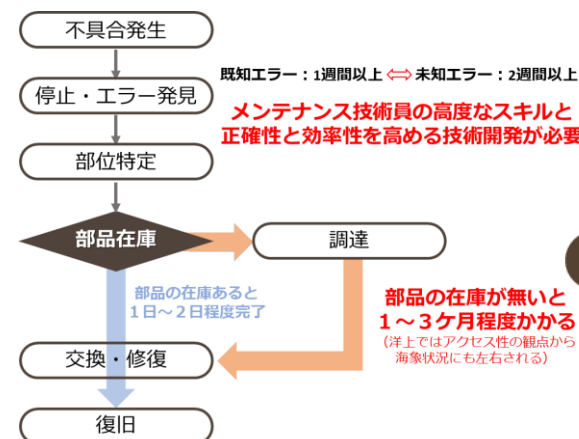 不具合発生
停止・エラー発見
既知エラー：1週間以上 ⇔ 未知エラー：2週間以上
メンテナンス技術員の高度なスキルと
正確性と効率性を高める技術開発が必要
部位特定
部品在庫
調達
部品の在庫あると
１日～２日程度完了
部品の在庫が無いと
１～３ケ月程度かかる
（洋上ではアクセス性の観点から
海象状況にも左右される）
交換・修復
復旧